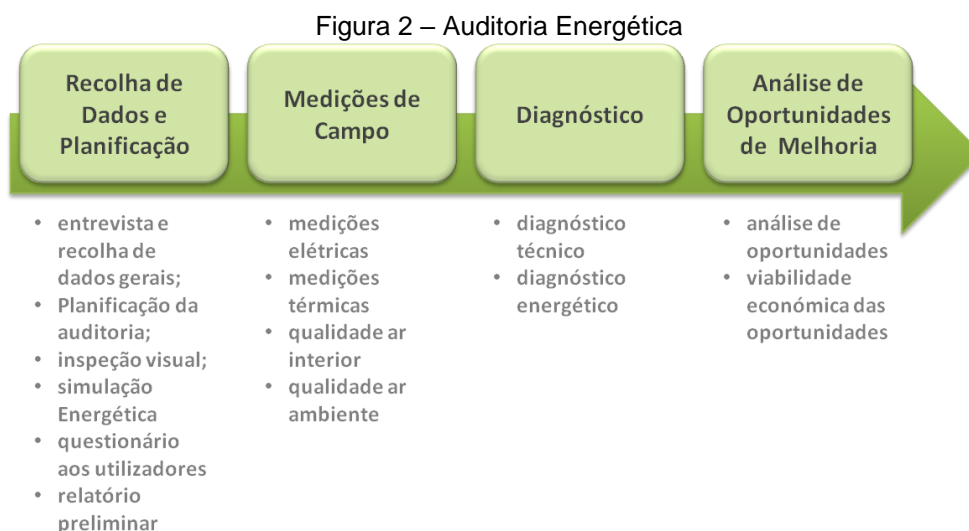 Figura 2 – Auditoria Energética
Recolha de
Dados e
Planificação
Medições de
Campo
Diagnóstico
Análise de
Oportunidades
de Melhoria
• entrevista e
recolha de
dados gerais;
• Planificação da
auditoria;
• inspeção visual;
• simulação
Energética
• questionário
aos utilizadores
• relatório
preliminar
• medições
elétricas
• medições
térmicas
• qualidade ar
interior
• qualidade ar
ambiente
• diagnóstico
técnico
• diagnóstico
energético
• análise de
oportunidades
• viabilidade
económica das
oportunidades